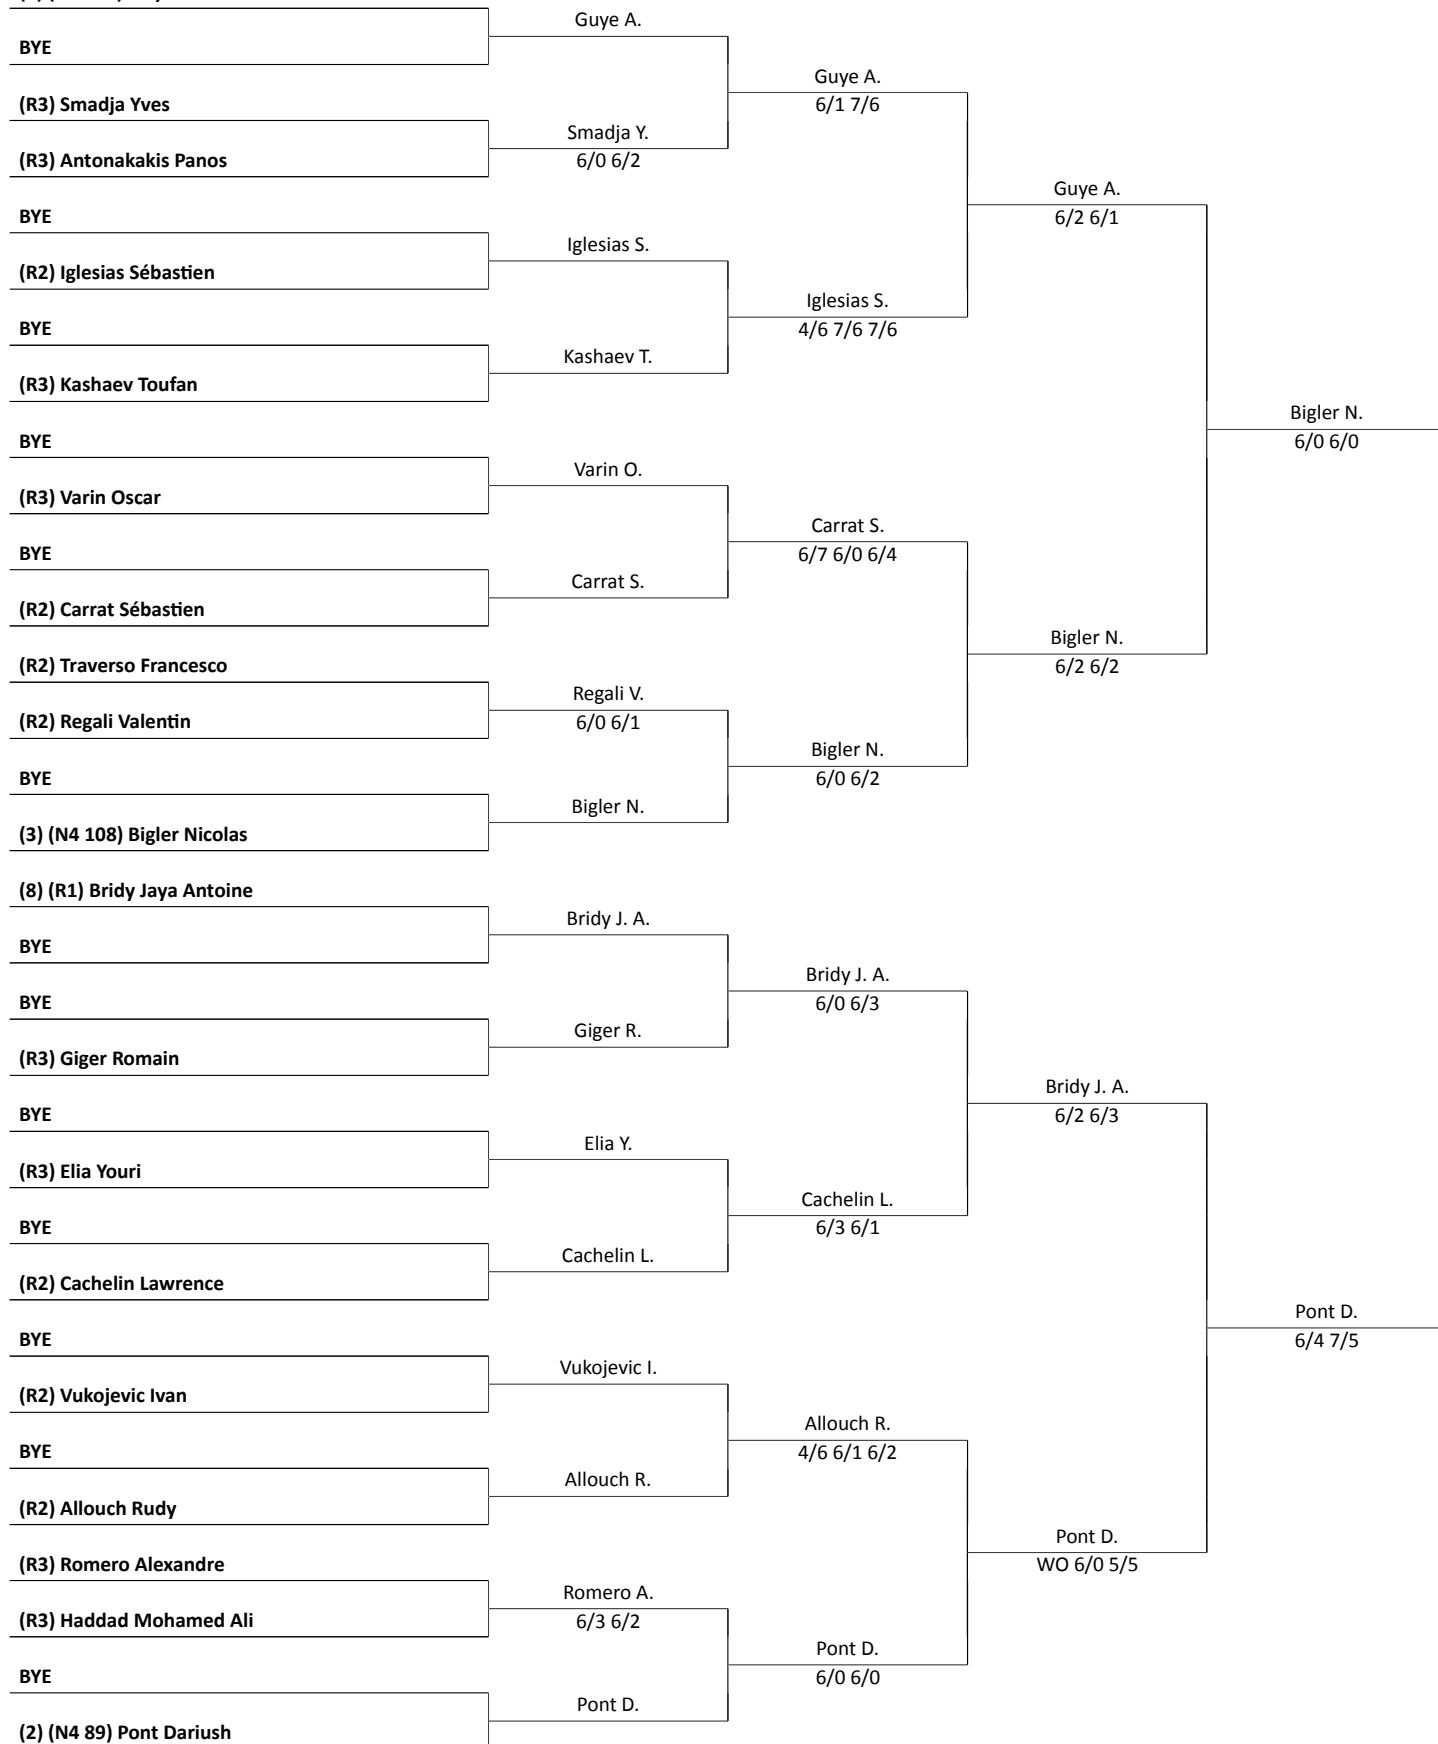 BYE
(R3) Smadja Yves
(R3) Antonakakis Panos
BYE
(R2) Iglesias Sébastien
BYE
(R3) Kashaev Toufan
BYE
(R3) Varin Oscar
BYE
(R2) Carrat Sébastien
(R2) Traverso Francesco
(R2) Regali Valentin
BYE
(3) (N4 108) Bigler Nicolas
(8) (R1) Bridy Jaya Antoine
BYE
BYE
(R3) Giger Romain
BYE
(R3) Elia Youri
BYE
(R2) Cachelin Lawrence
BYE
(R2) Vukojevic Ivan
BYE
(R2) Allouch Rudy
(R3) Romero Alexandre
(R3) Haddad Mohamed Ali
BYE
(2) (N4 89) Pont Dariush
Guye A.
Smadja Y.
6/0 6/2
Iglesias S.
Kashaev T.
Varin O.
Carrat S.
Regali V.
6/0 6/1
Bigler N.
Bridy J. A.
Giger R.
Elia Y.
Cachelin L.
Vukojevic I.
Allouch R.
Romero A.
6/3 6/2
Pont D.
Guye A.
6/1 7/6
Iglesias S.
4/6 7/6 7/6
Carrat S.
6/7 6/0 6/4
Bigler N.
6/0 6/2
Bridy J. A.
6/0 6/3
Cachelin L.
6/3 6/1
Allouch R.
4/6 6/1 6/2
Pont D.
6/0 6/0
Guye A.
6/2 6/1
Bigler N.
6/2 6/2
Bridy J. A.
6/2 6/3
Pont D.
WO 6/0 5/5
Bigler N.
6/0 6/0
Pont D.
6/4 7/5